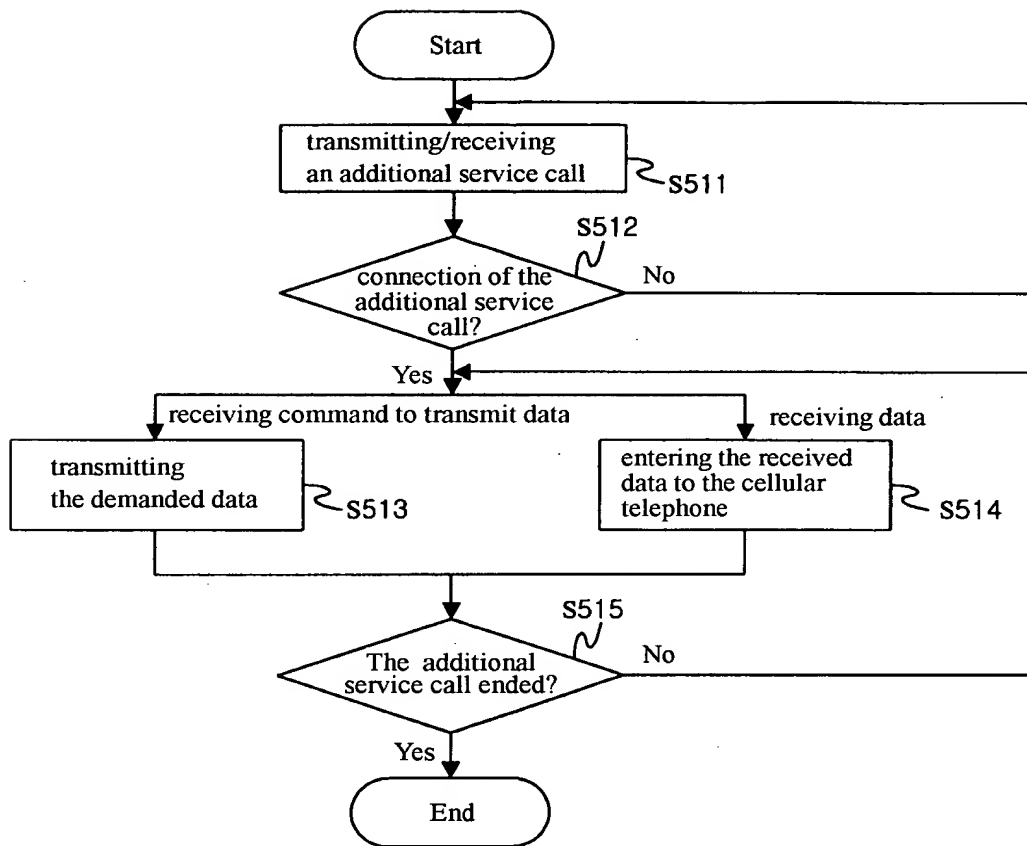 Start
transmitting/receiving
an additional service call
S511
S512
connection of the
additional service
call?
No
Yes
receiving command to transmit data
receiving data
transmitting
the demanded data
S513
entering the received
data to the cellular
telephone
S514
S515
The additional
service call ended?
No
Yes
End